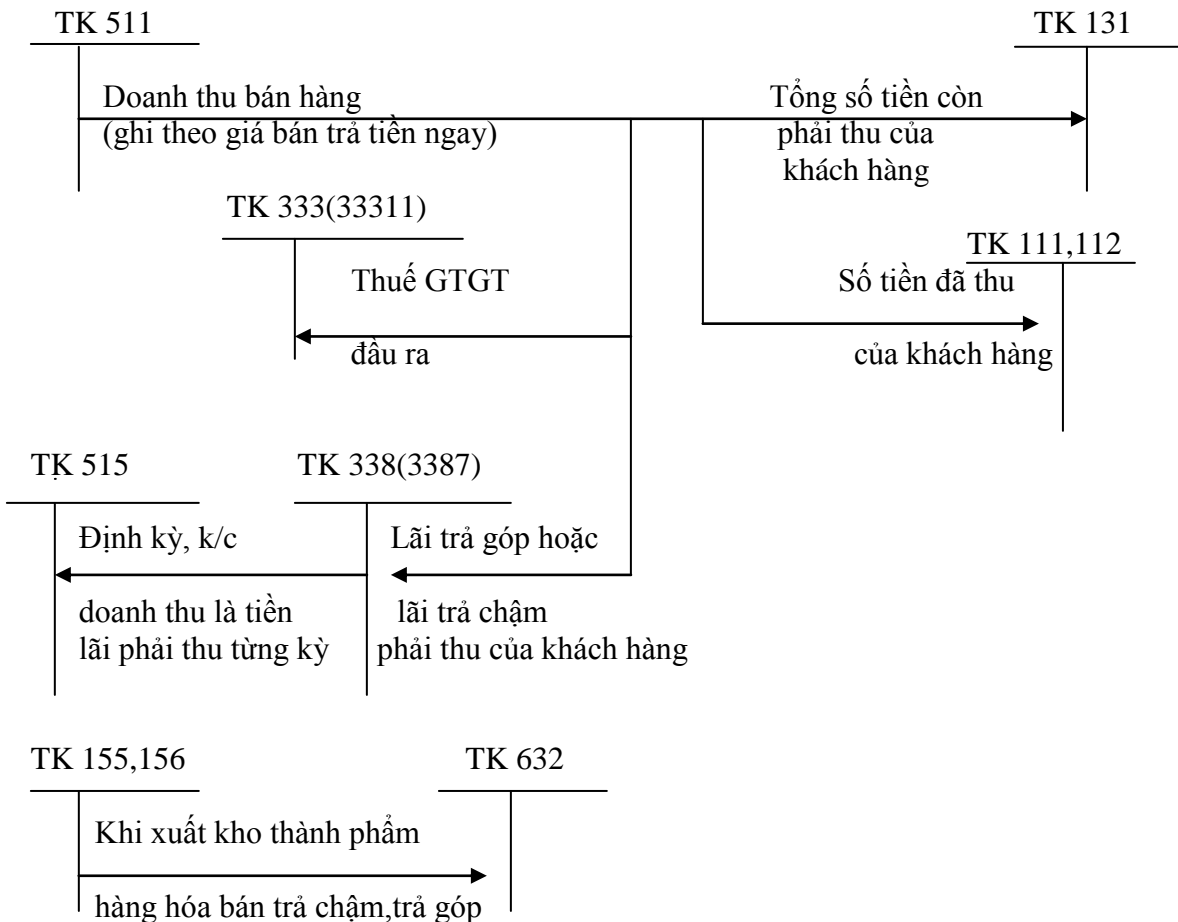 TK 511
TK 131
Doanh thu bán hàng
(ghi theo giá bán trả tiền ngay)
Tổng số tiền còn
phải thu của
khách hàng
TK 333(33311)
Thuế GTGT
đầu ra
TK 111,112
Số tiền đã thu
của khách hàng
TK 515
TK 338(3387)
Định kỳ, k/c
doanh thu là tiền
lãi phải thu từng kỳ
Lãi trả góp hoặc
lãi trả chậm
phải thu của khách hàng
TK 155,156
TK 632
Khi xuất kho thành phẩm
hàng hóa bán trả chậm,trả góp